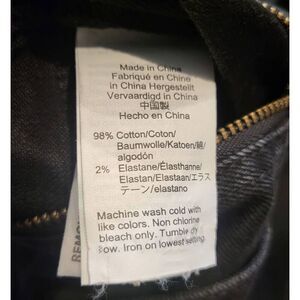 Made in China
Fabriqué en Chine
In China Hergestellt
Vervaardigd in China
中国製
Hecho en China
98% Cotton/Coton/
Baumwolle/Katoen/綿/
algodón
2% Elastane/Élasthanne/
Elastan/Elastaan/エラス
テーン/elastano
Machine wash cold with
like colors. Non chlorine
bleach only. Tumble dry
low. Iron on lowest setting.